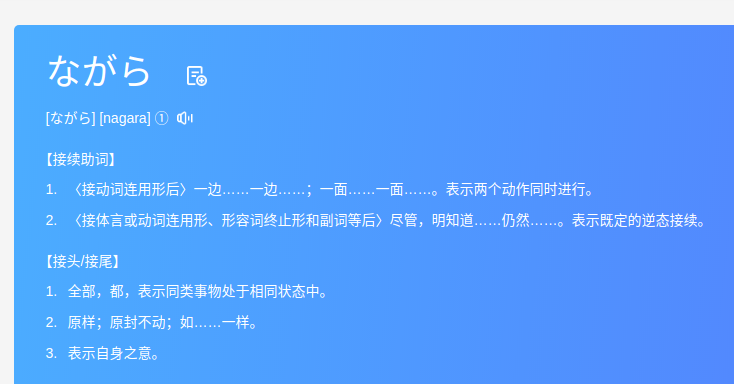 ながら
[ながら] [nagara] ①
【接续助词】
1. 〈接动词连用形后〉一边……一边……；一面……一面……。表示两个动作同时进行。
2. 〈接体言或动词连用形、形容词终止形和副词等后〉尽管，明知道……仍然……。表示既定的逆态接续。
【接头/接尾】
1. 全部，都，表示同类事物处于相同状态中。
2. 原样；原封不动；如……一样。
3. 表示自身之意。